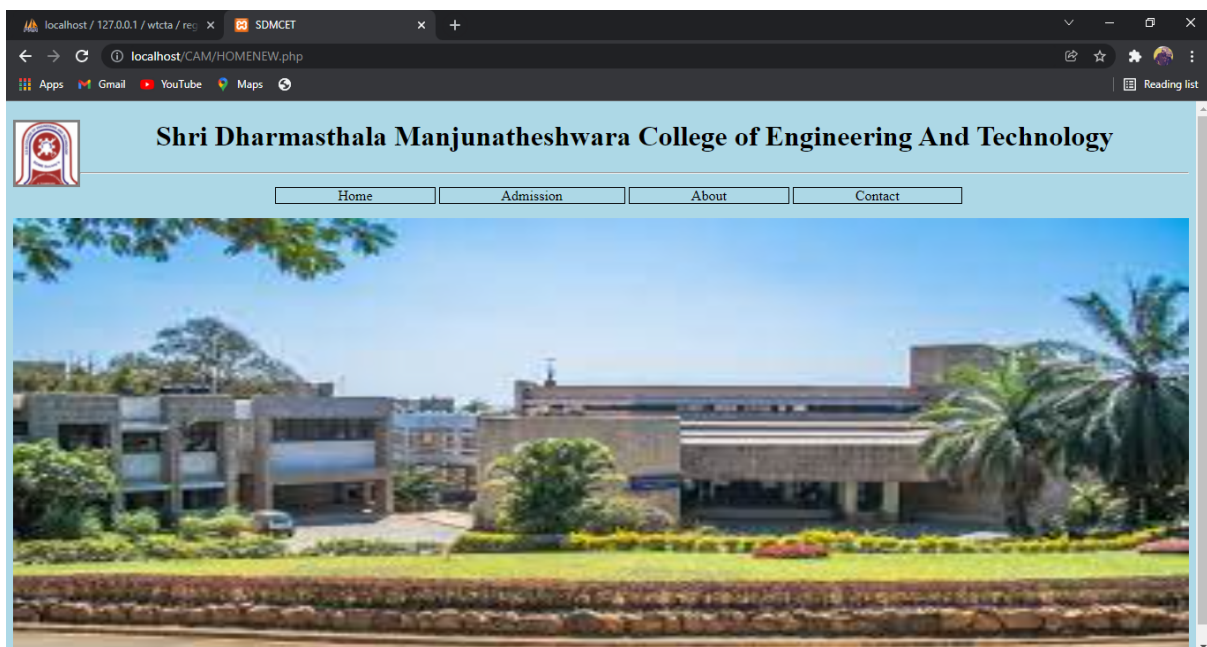 localhost / 127.0.0.1 / wtcta / reg
SDMCET
localhost/CAM/HOMENEW.php
Apps Gmail YouTube Maps Reading list
Shri Dharmasthala Manjunatheshwara College of Engineering And Technology
Home Admission About Contact